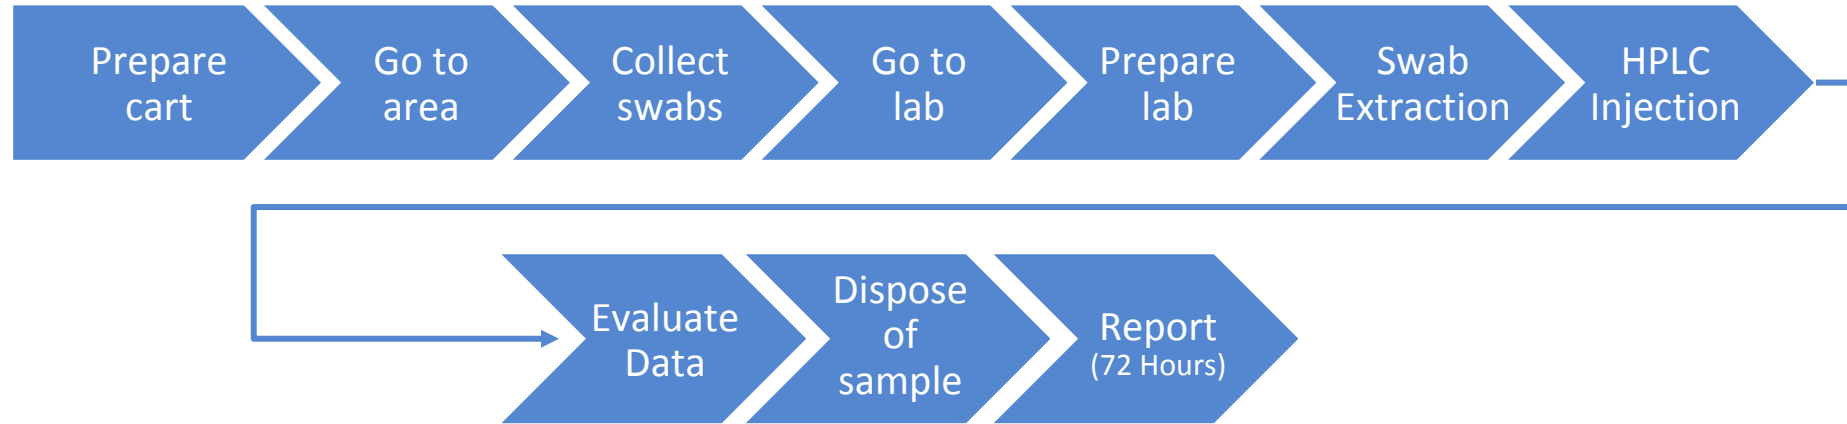 Prepare
cart
Go to
area
Collect
swabs
Go to
lab
Prepare
lab
Swab
Extraction
HPLC
Injection
Evaluate
Data
Dispose
of
sample
Report
(72 Hours)